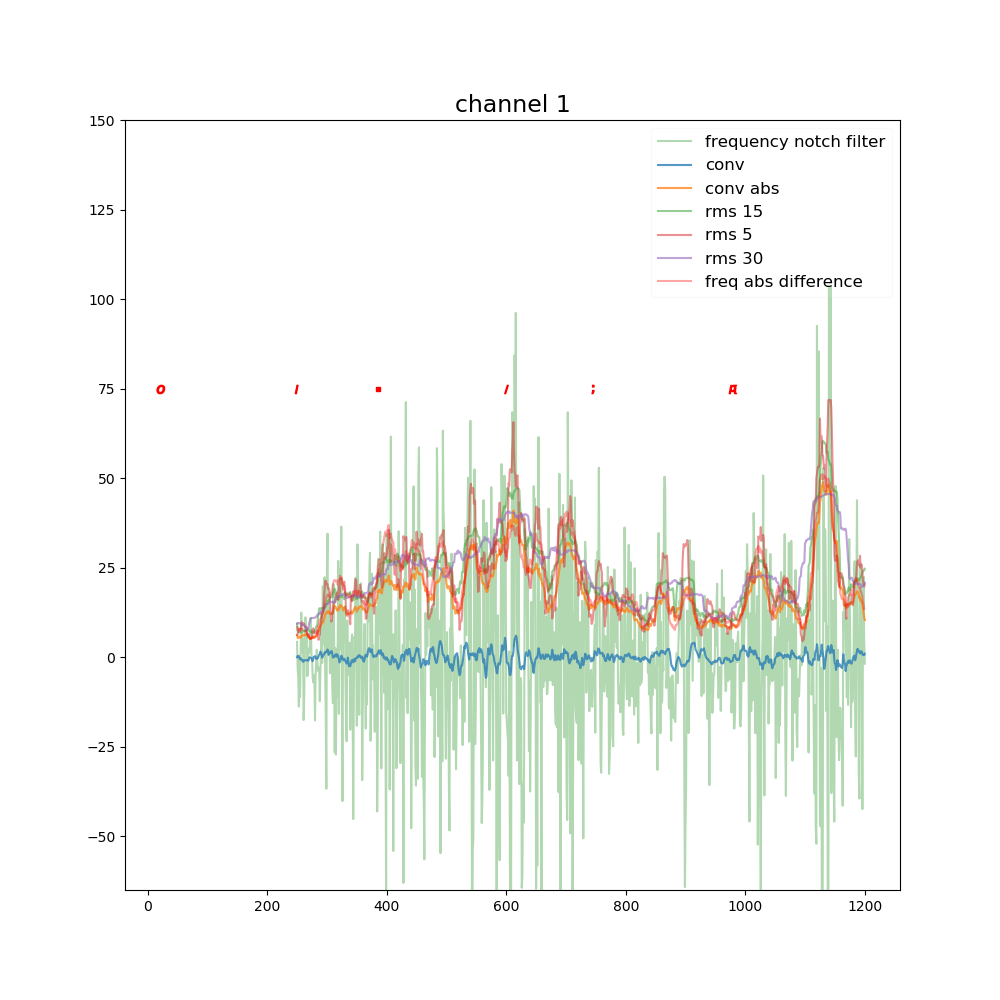 channel 1
150
125
100
75
50
25
0
−25
−50
frequency notch filter
conv
conv abs
rms 15
rms 5
rms 30
freq abs difference
0 200 400 600 800 1000 1200